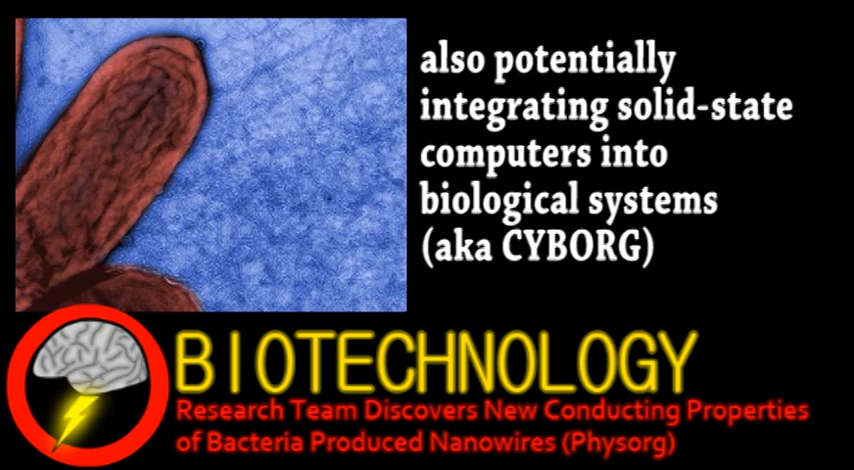 also potentially
integrating solid-state
computers into
biological systems
(aka CYBORG)
BIOTECHNOLOGY
Research Team Discovers New Conducting Properties
of Bacteria Produced Nanowires (Physorg)